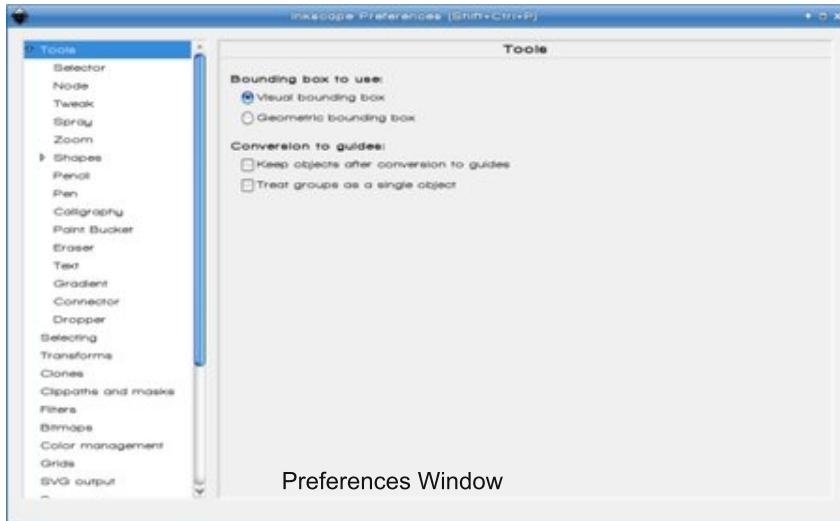 Inkscape Preferences (Shift+Ctrl+P)
Tools
Selector
Node
Tweak
Spray
Zoom
Shapes
Pencil
Pen
Calligraphy
Paint Bucket
Eraser
Text
Gradient
Connector
Dropper
Selecting
Transforms
Clones
Clippaths and masks
Filters
Bitmaps
Color management
Grids
SVG output
Tools
Bounding box to use:
Visual bounding box
Geometric bounding box
Conversion to guides:
Keep objects after conversion to guides
Treat groups as a single object
Preferences Window